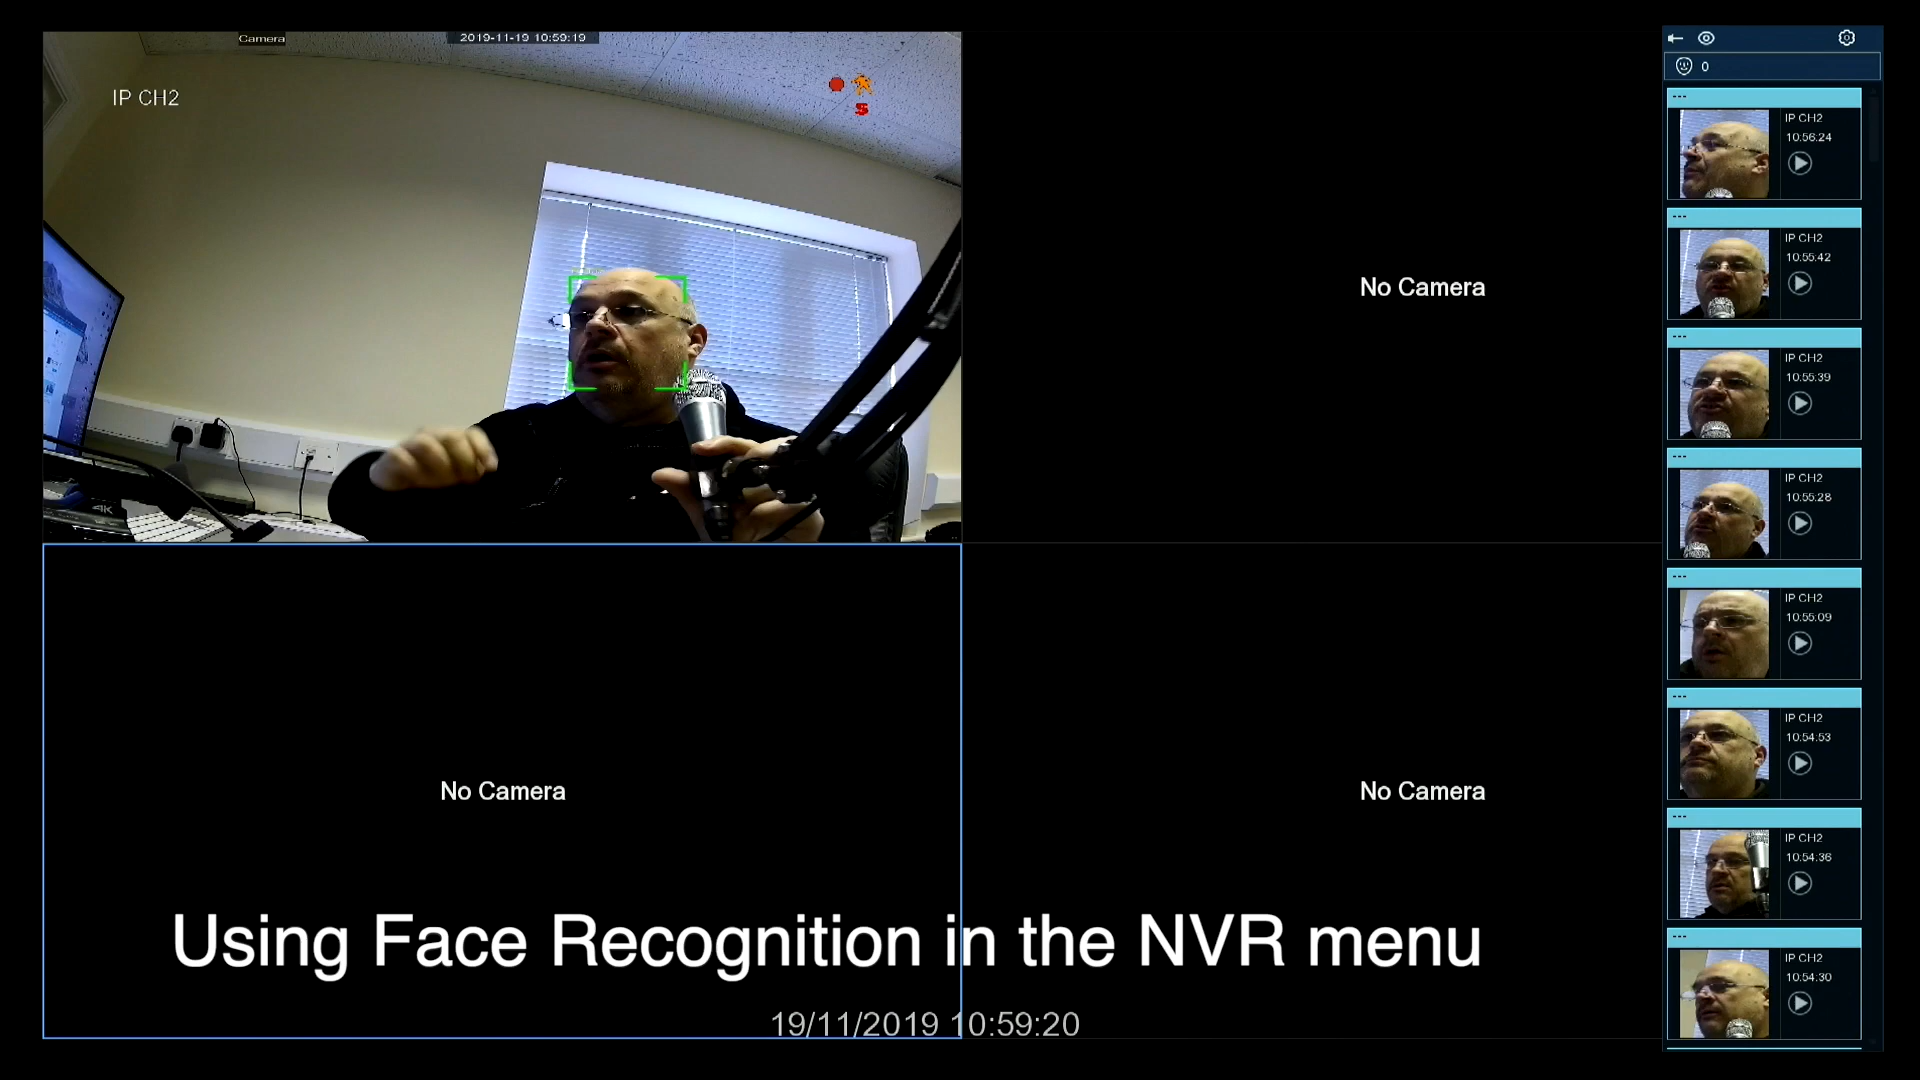 Camera
2019-11-19 10:59:19
IP CH2
S
4K
No Camera
No Camera
No Camera
Using Face Recognition in the NVR menu
19/11/2019 10:59:20
0
---
IP CH2
10:56:24
---
IP CH2
10:55:42
---
IP CH2
10:55:39
---
IP CH2
10:55:28
---
IP CH2
10:55:09
---
IP CH2
10:54:53
---
IP CH2
10:54:36
---
IP CH2
10:54:30